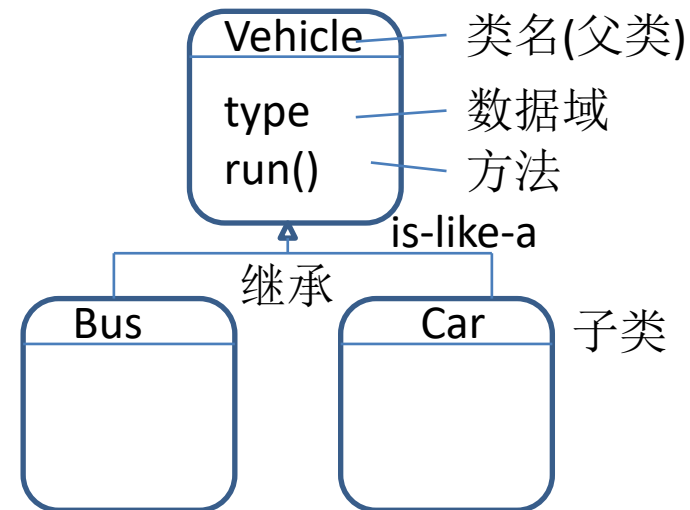 Vehicle
类名(父类)
type
数据域
run()
方法
is-like-a
继承
Bus
Car
子类